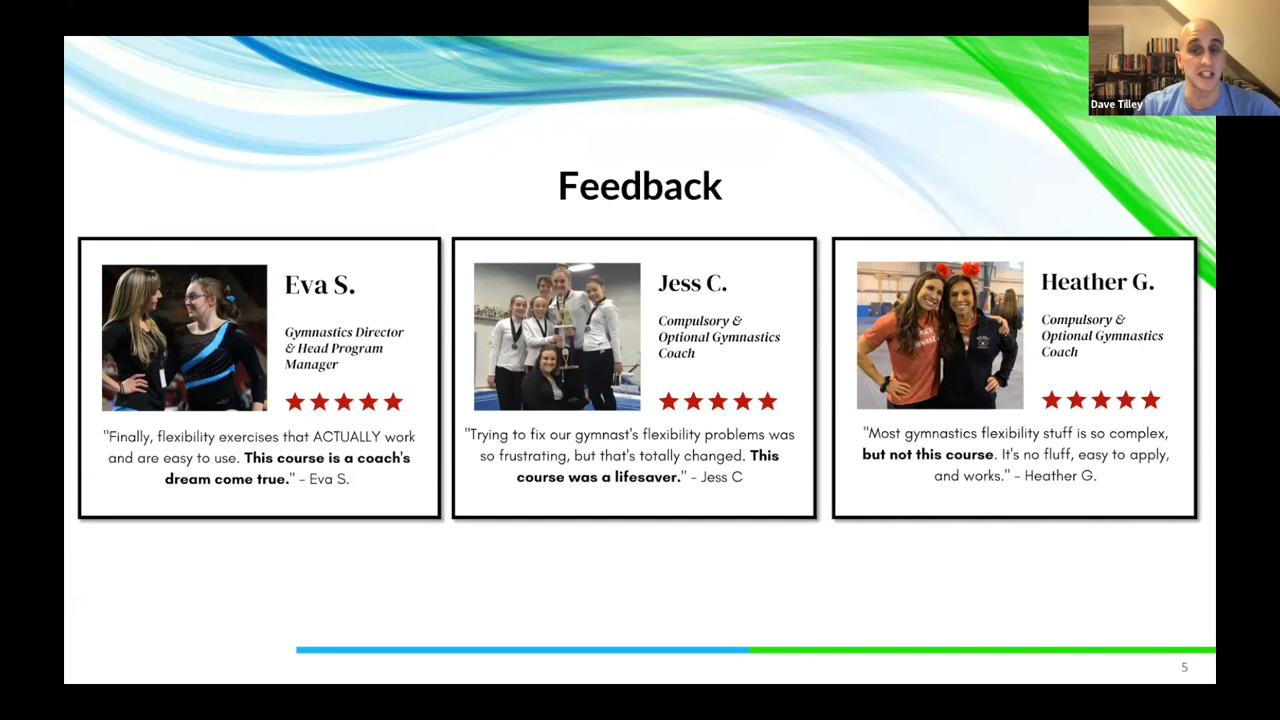 Dave Tilley
Feedback
Eva S.
Gymnastics Director
& Head Program
Manager
"Finally, flexibility exercises that ACTUALLY work
and are easy to use. This course is a coach's
dream come true." - Eva S.
Jess C.
Compulsory &
Optional Gymnastics
Coach
"Trying to fix our gymnast's flexibility problems was
so frustrating, but that's totally changed. This
course was a lifesaver." - Jess C
Heather G.
Compulsory &
Optional Gymnastics
Coach
"Most gymnastics flexibility stuff is so complex,
but not this course. It's no fluff, easy to apply,
and works." - Heather G.
5